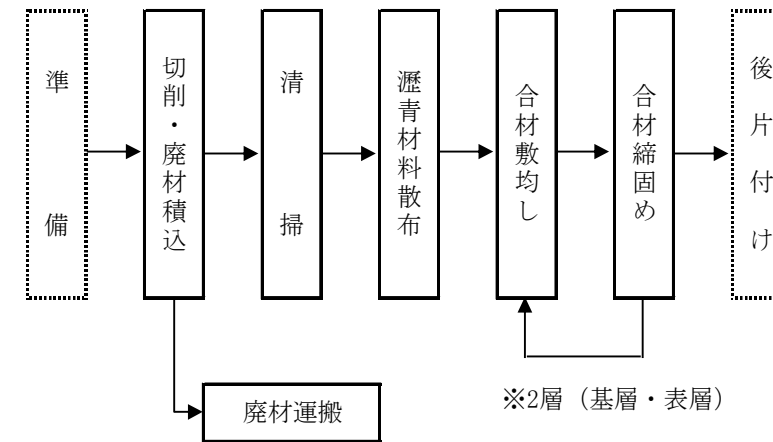 準備
切削・廃材積込
清掃
瀝青材料散布
合材敷均し
合材締固め
後片付け
廃材運搬
※2層（基層・表層）